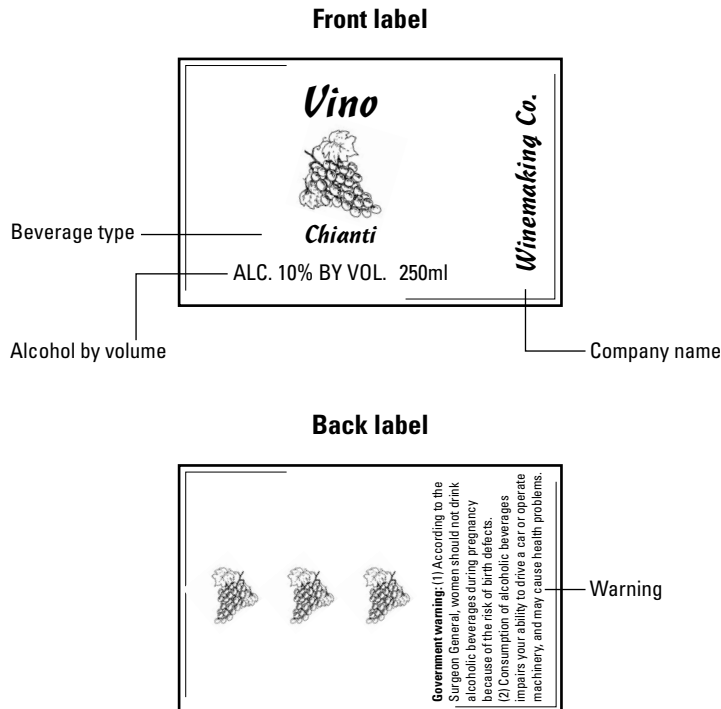 Front label
Vino
Chianti
ALC. 10% BY VOL. 250ml
Winemaking Co.
Beverage type
Alcohol by volume
Company name
Back label
Government warning: (1) According to the
Surgeon General, women should not drink
alcoholic beverages during pregnancy
because of the risk of birth defects.
(2) Consumption of alcoholic beverages
impairs your ability to drive a car or operate
machinery, and may cause health problems.
Warning